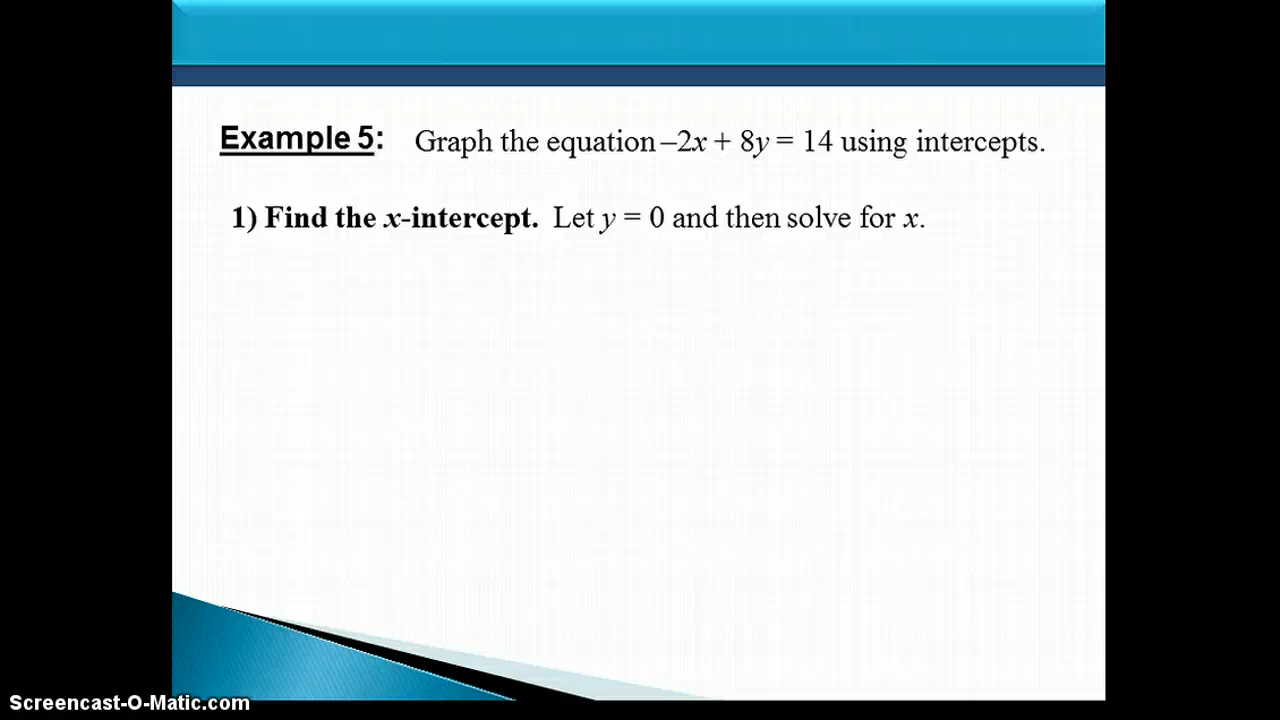 Example 5: Graph the equation –2x + 8y = 14 using intercepts.
1) Find the x-intercept. Let y = 0 and then solve for x.
Screencast-O-Matic.com